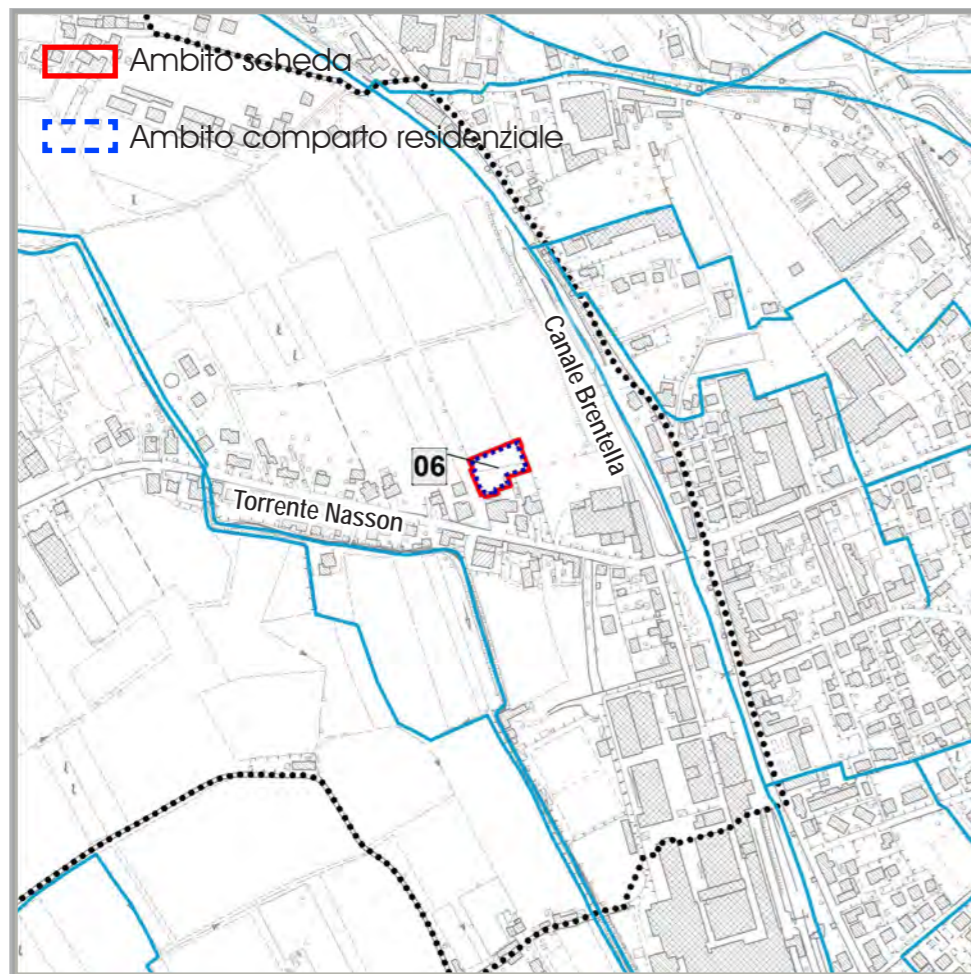 Ambito scheda
Ambito comparto residenziale
Canale Brentella
06
Torrente Nasson